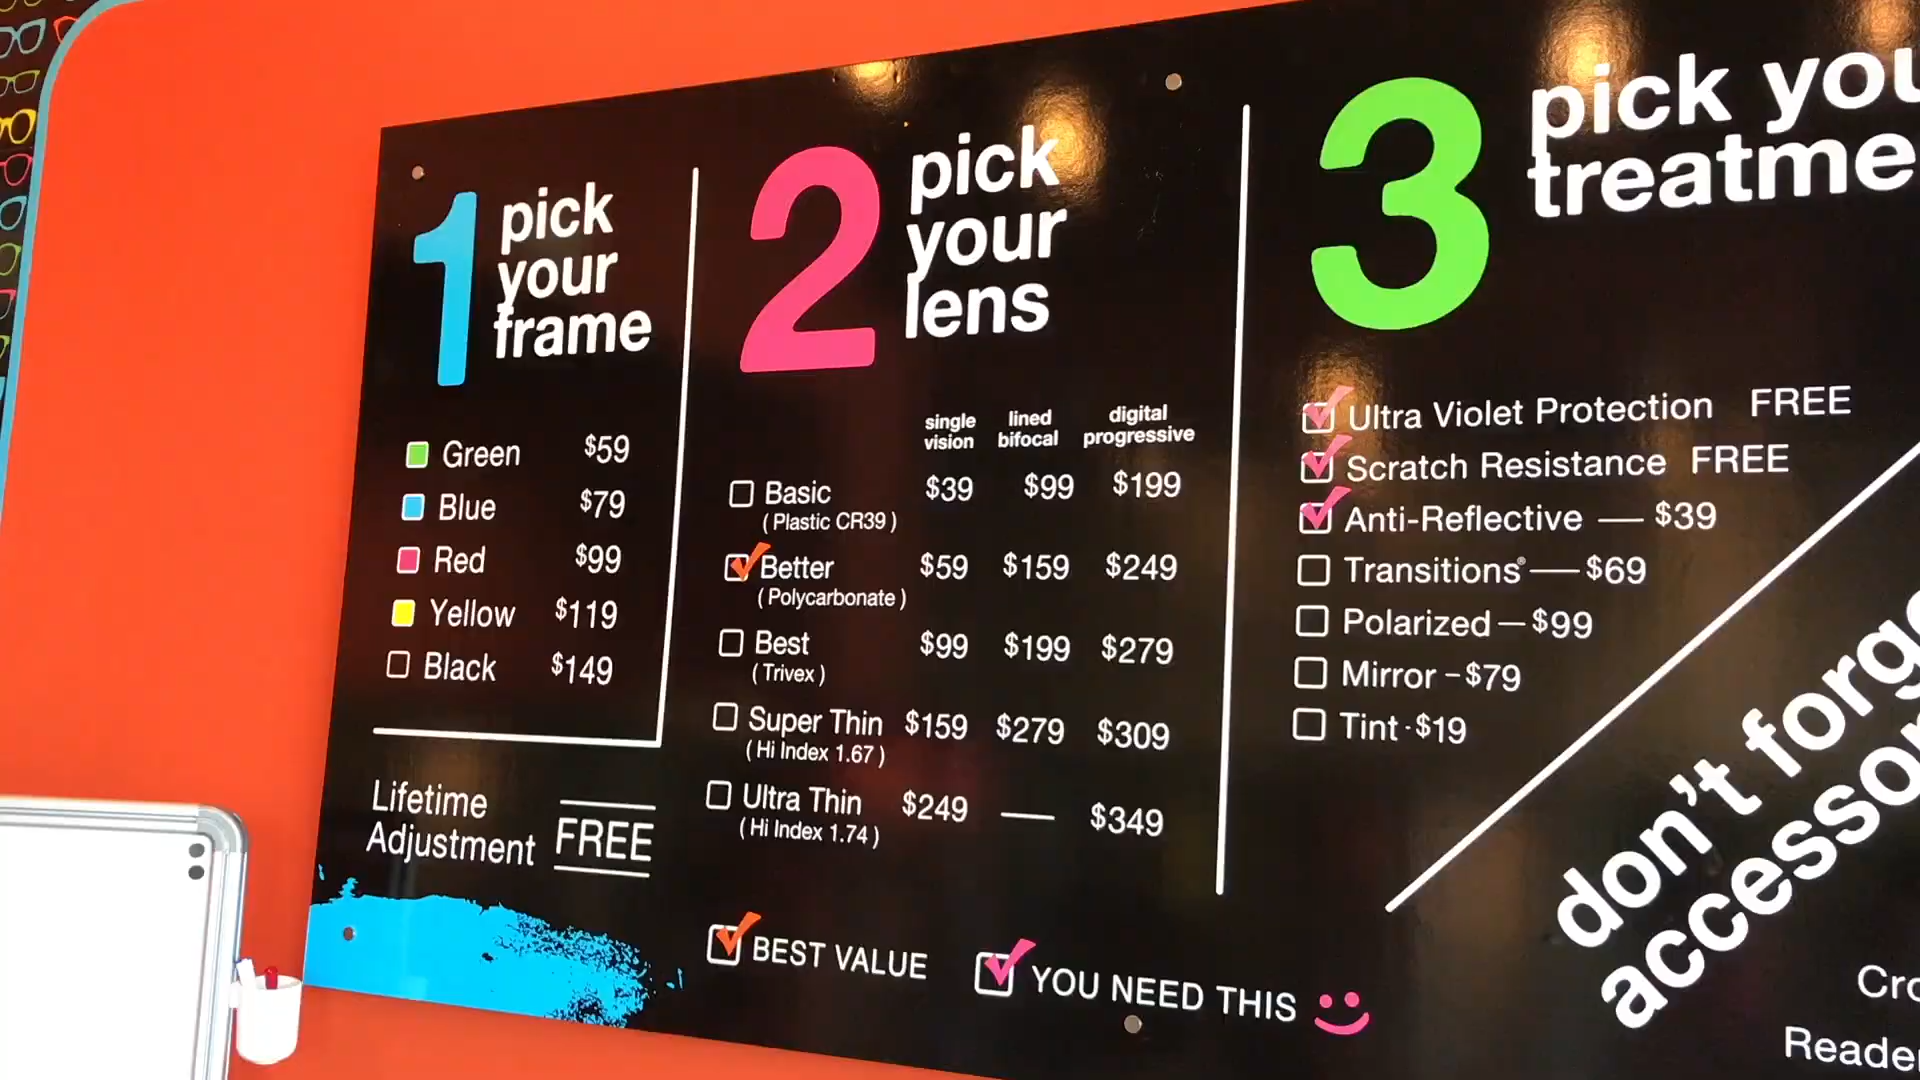 1 pick
your
frame
Green $59
Blue $79
Red $99
Yellow $119
Black $149
Lifetime
Adjustment FREE
2 pick
your
lens
single vision lined bifocal digital progressive
Basic $39 $99 $199
(Plastic CR39)
Better $59 $159 $249
(Polycarbonate)
Best $99 $199 $279
(Trivex)
Super Thin $159 $279 $309
(Hi Index 1.67)
Ultra Thin $249 — $349
(Hi Index 1.74)
BEST VALUE YOU NEED THIS
3 pick
Ultra Violet Protection FREE
Scratch Resistance FREE
Anti-Reflective — $39
Transitions® — $69
Polarized — $99
Mirror - $79
Tint - $19
don't